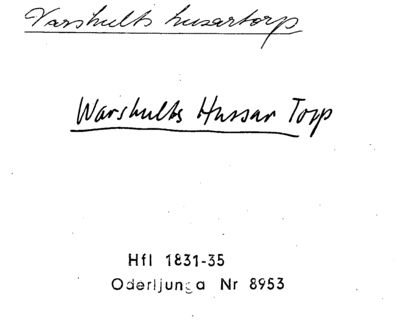 Varshults husartorp
Warshults Hussar Torp
Hfl 1831-35
Oderljunga Nr 8953